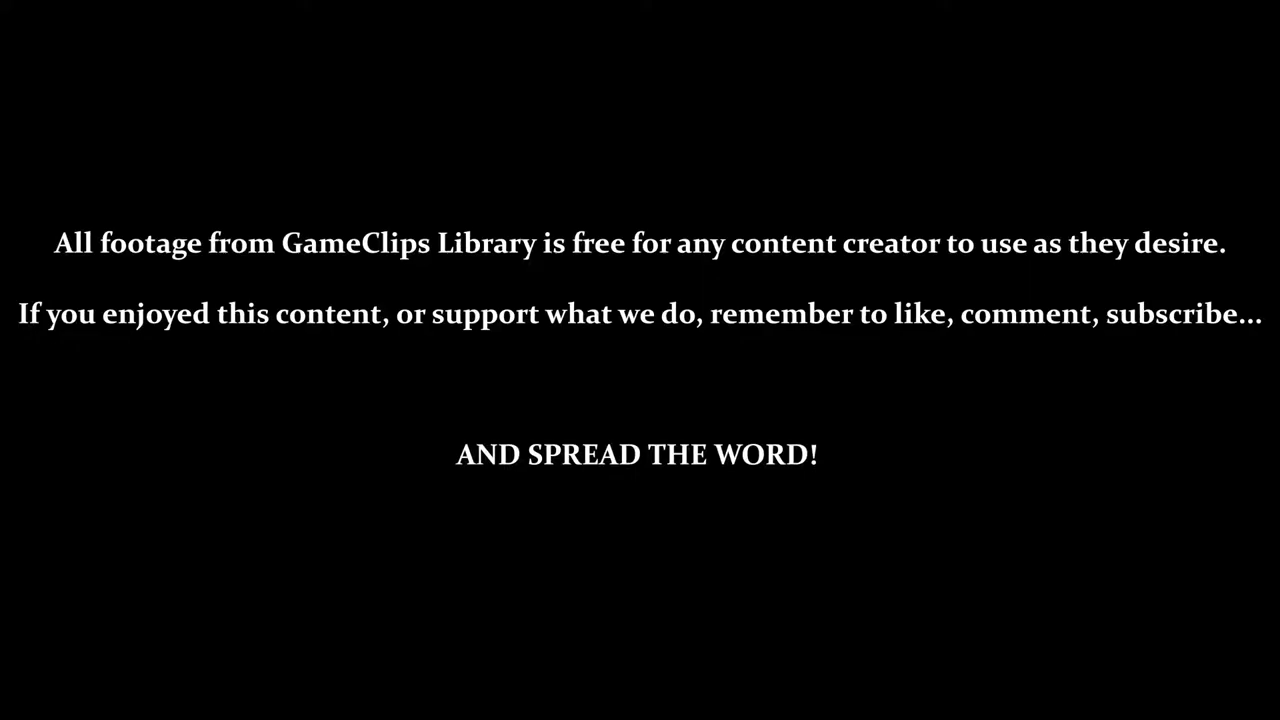 All footage from GameClips Library is free for any content creator to use as they desire.
If you enjoyed this content, or support what we do, remember to like, comment, subscribe...
AND SPREAD THE WORD!